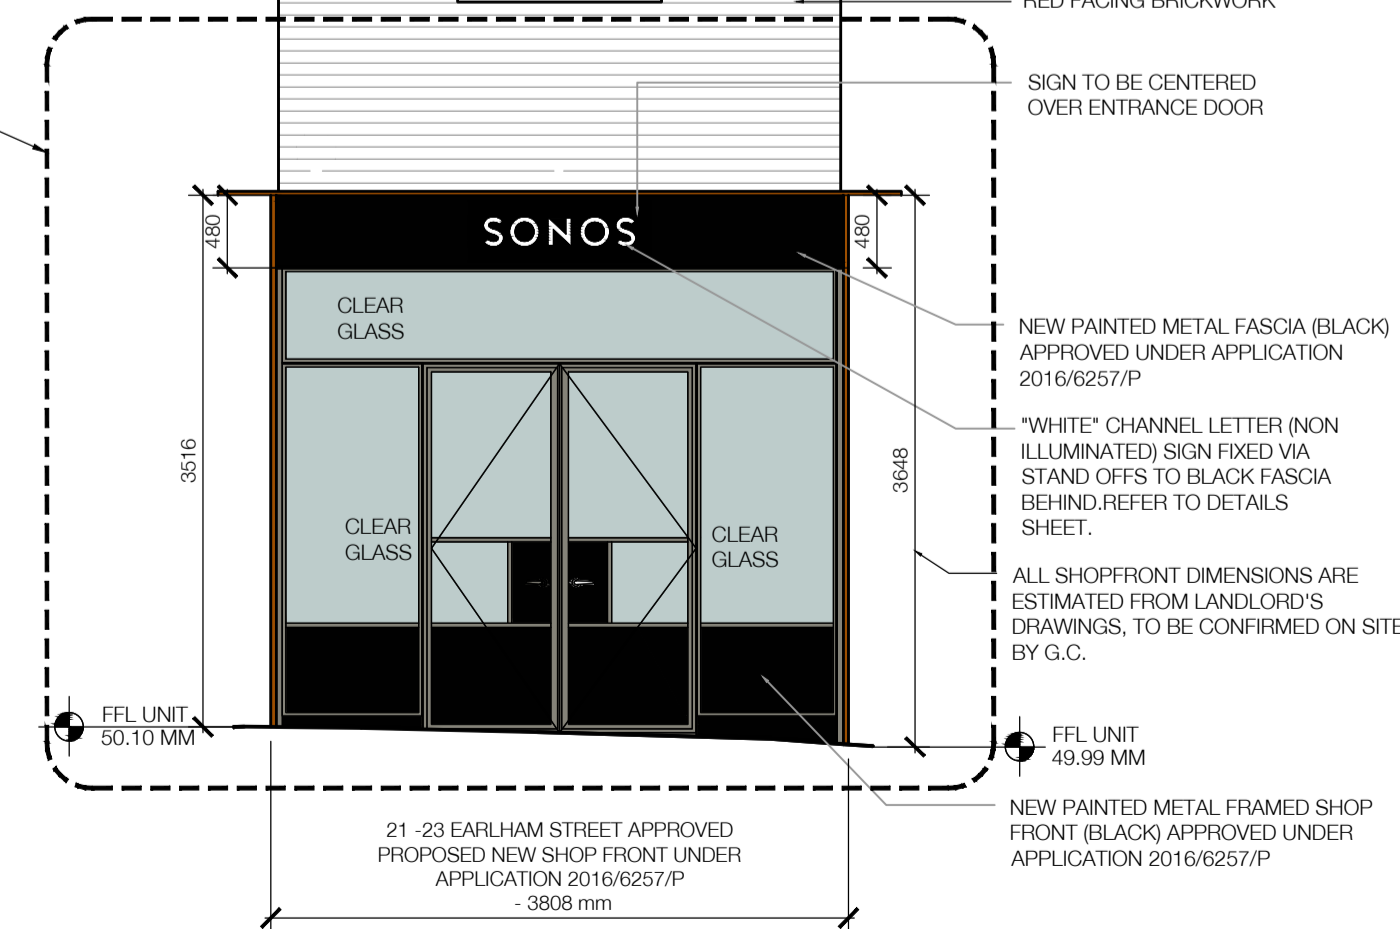 RED FACING BRICKWORK
SIGN TO BE CENTERED
OVER ENTRANCE DOOR
480
SONOS
480
CLEAR
GLASS
NEW PAINTED METAL FASCIA (BLACK)
APPROVED UNDER APPLICATION
2016/6257/P
"WHITE" CHANNEL LETTER (NON
ILLUMINATED) SIGN FIXED VIA
STAND OFFS TO BLACK FASCIA
BEHIND.REFER TO DETAILS
SHEET.
3516
3648
CLEAR
GLASS
CLEAR
GLASS
ALL SHOPFRONT DIMENSIONS ARE
ESTIMATED FROM LANDLORD'S
DRAWINGS, TO BE CONFIRMED ON SITE
BY G.C.
FFL UNIT
50.10 MM
FFL UNIT
49.99 MM
NEW PAINTED METAL FRAMED SHOP
FRONT (BLACK) APPROVED UNDER
APPLICATION 2016/6257/P
21 -23 EARLHAM STREET APPROVED
PROPOSED NEW SHOP FRONT UNDER
APPLICATION 2016/6257/P
- 3808 mm